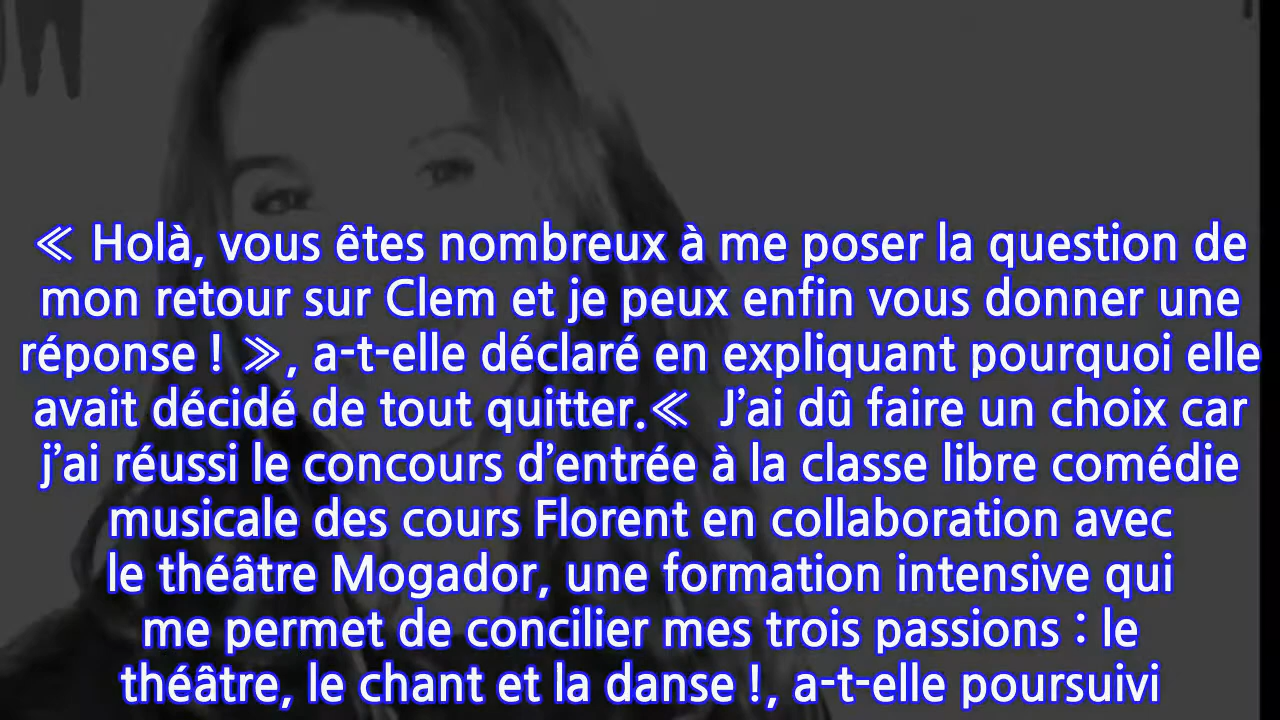 ≪ Holà, vous êtes nombreux à me poser la question de
mon retour sur Clem et je peux enfin vous donner une
réponse ! ≫, a-t-elle déclaré en expliquant pourquoi elle
avait décidé de tout quitter.≪ J’ai dû faire un choix car
j’ai réussi le concours d’entrée à la classe libre comédie
musicale des cours Florent en collaboration avec
le théâtre Mogador, une formation intensive qui
me permet de concilier mes trois passions : le
théâtre, le chant et la danse !, a-t-elle poursuivi